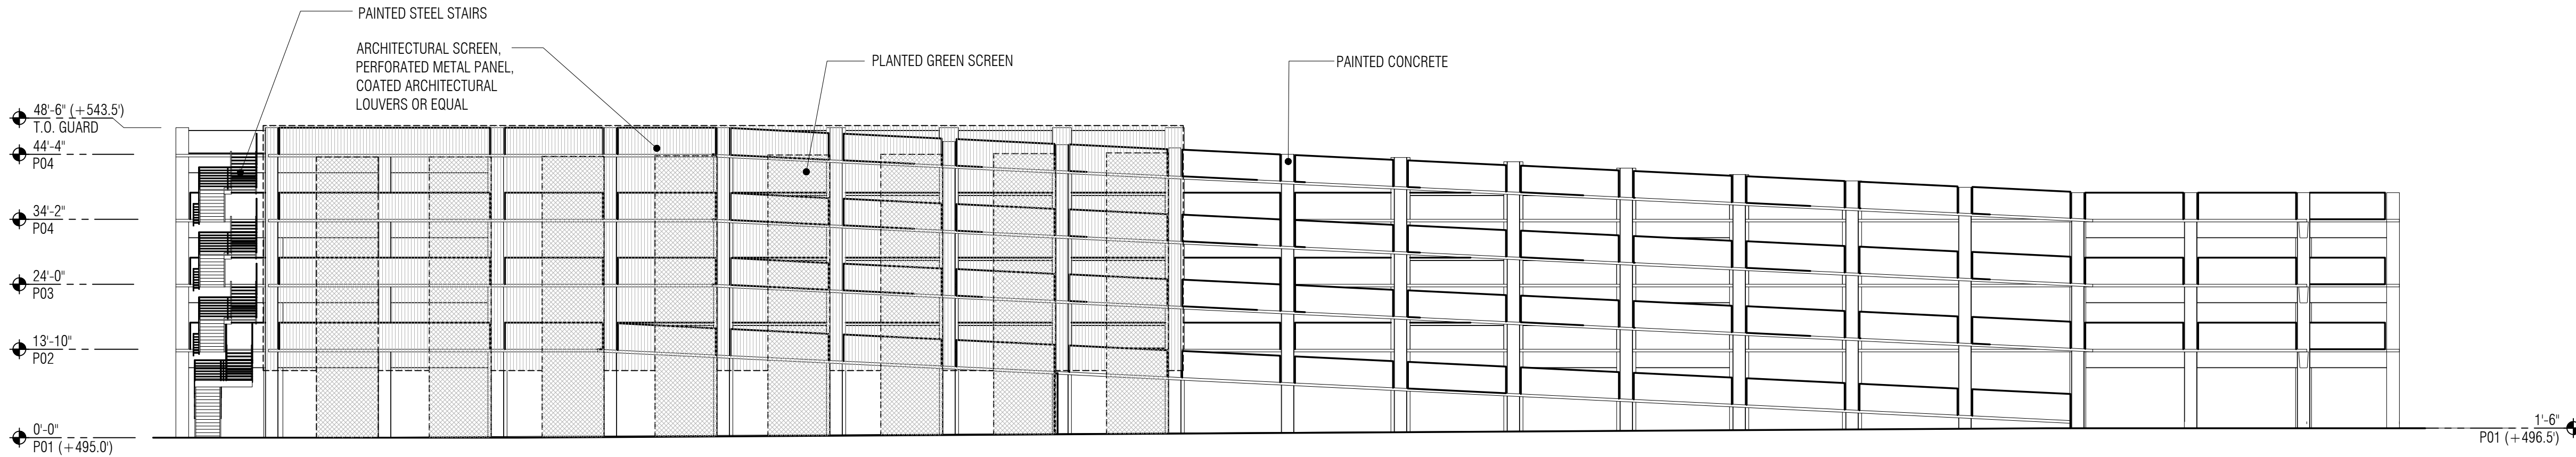 PAINTED STEEL STAIRS
ARCHITECTURAL SCREEN,
PERFORATED METAL PANEL,
COATED ARCHITECTURAL
LOUVERS OR EQUAL
PLANTED GREEN SCREEN
PAINTED CONCRETE
48'-6" (+543.5')
T.O. GUARD
44'-4"
P04
34'-2"
P04
24'-0"
P03
13'-10"
P02
0'-0"
P01 (+495.0')
1'-6"
P01 (+496.5')